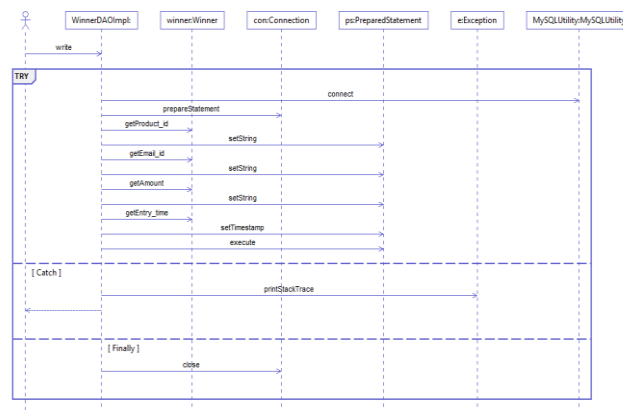 WinnerDAOImpl:
winner:Winner
con:Connection
ps:PreparedStatement
e:Exception
MySQLUtility:MySQLUtility
write
TRY
connect
prepareStatement
getProduct_id
setString
getEmail_id
setString
getAmount
setString
getEntry_time
setTimestamp
execute
[ Catch ]
printStackTrace
[ Finally ]
close